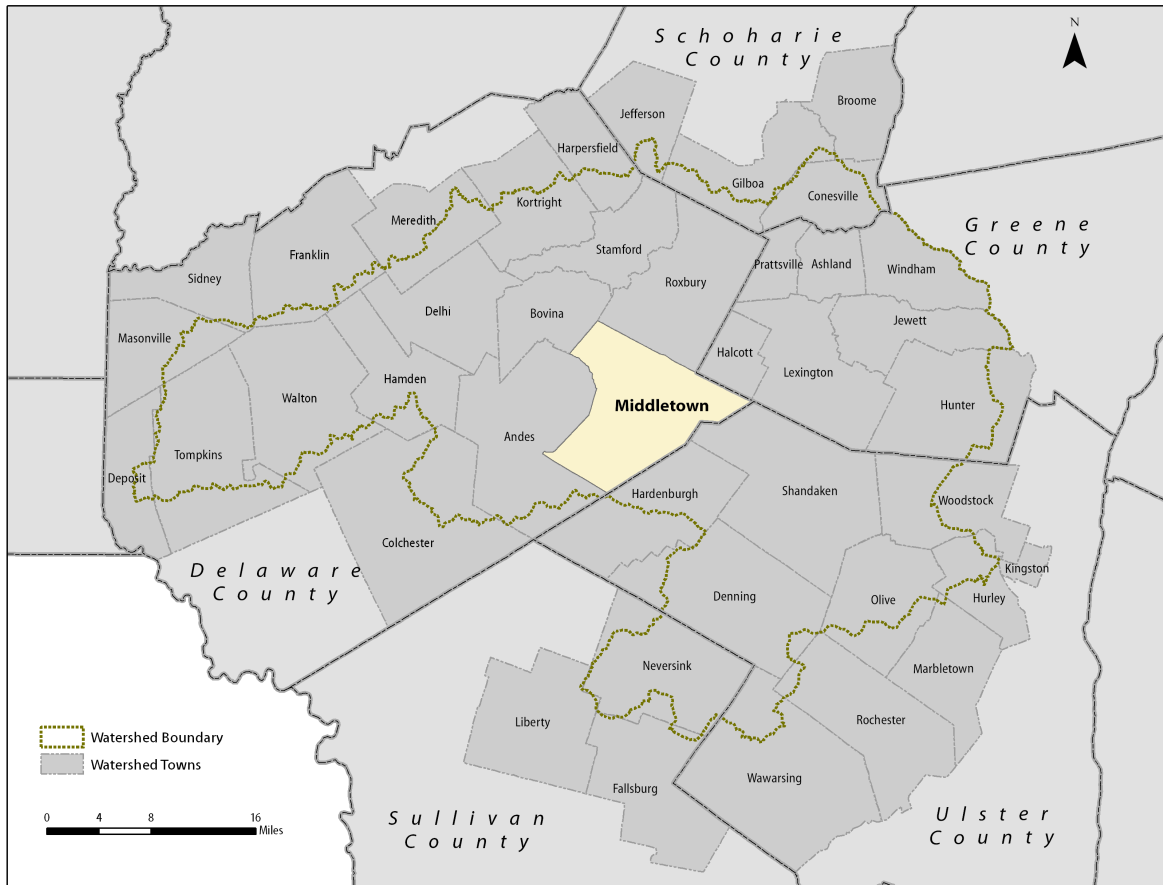 Schoharie
County
N
Broome
Jefferson
Harpersfield
Gilboa
Conesville
Kortright
Meredith
Greene
County
Franklin
Stamford
Sidney
Prattsville
Ashland
Windham
Roxbury
Delhi
Bovina
Jewett
Masonville
Halcott
Lexington
Hamden
Walton
Middletown
Hunter
Andes
Tompkins
Deposit
Hardenburgh
Shandaken
Woodstock
Colchester
Delaware
County
Kingston
Denning
Olive
Hurley
Neversink
Marbletown
Liberty
Rochester
Watershed Boundary
Watershed Towns
Wawarsing
Fallsburg
0 4 8 16
Miles
Sullivan
County
Ulster
County